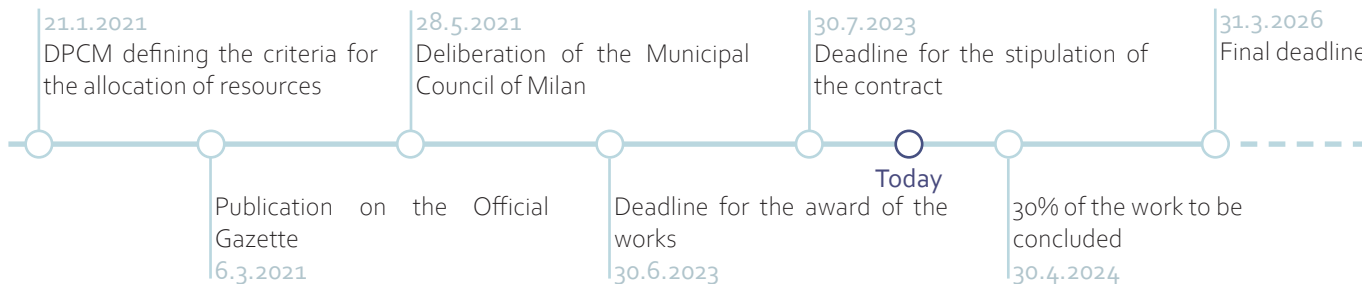 21.1.2021
DPCM defining the criteria for
the allocation of resources
28.5.2021
Deliberation of the Municipal
Council of Milan
30.7.2023
Deadline for the stipulation of
the contract
31.3.2026
Final deadline
Today
Publication on the Official
Gazette
6.3.2021
Deadline for the award of the
works
30.6.2023
30% of the work to be
concluded
30.4.2024